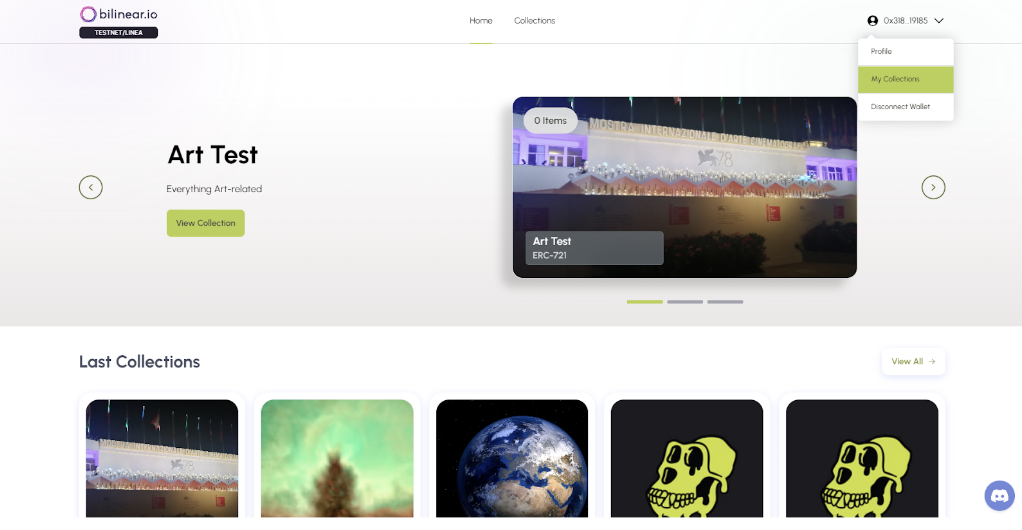 bilinear.io
TESTNET/LINEA
Home
Collections
0x318...19185
Profile
My Collections
Disconnect Wallet
Art Test
Everything Art-related
View Collection
0 Items
MOSTRA INTERNAZIONALE D'ARTE CINEMATOGRAFICA
78
Art Test
ERC-721
Last Collections
View All
78